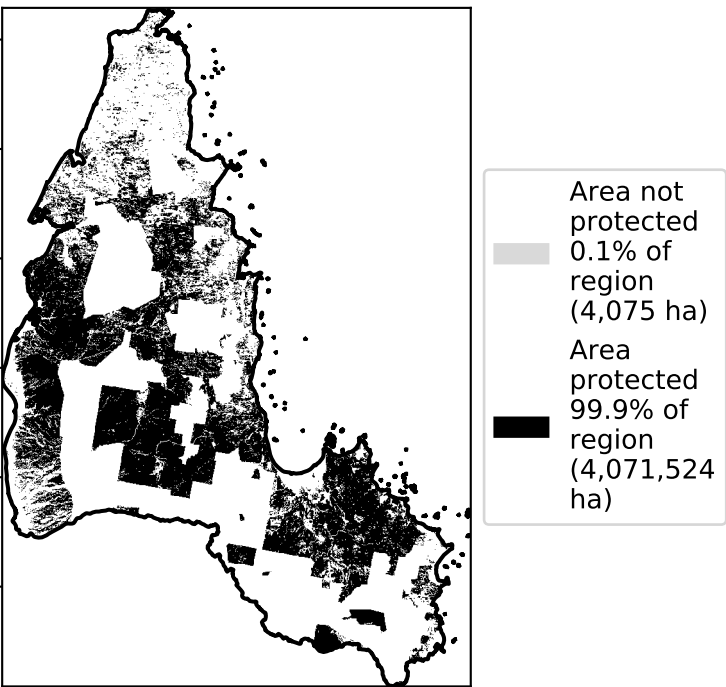 Area not
protected
0.1% of
region
(4,075 ha)
Area
protected
99.9% of
region
(4,071,524
ha)